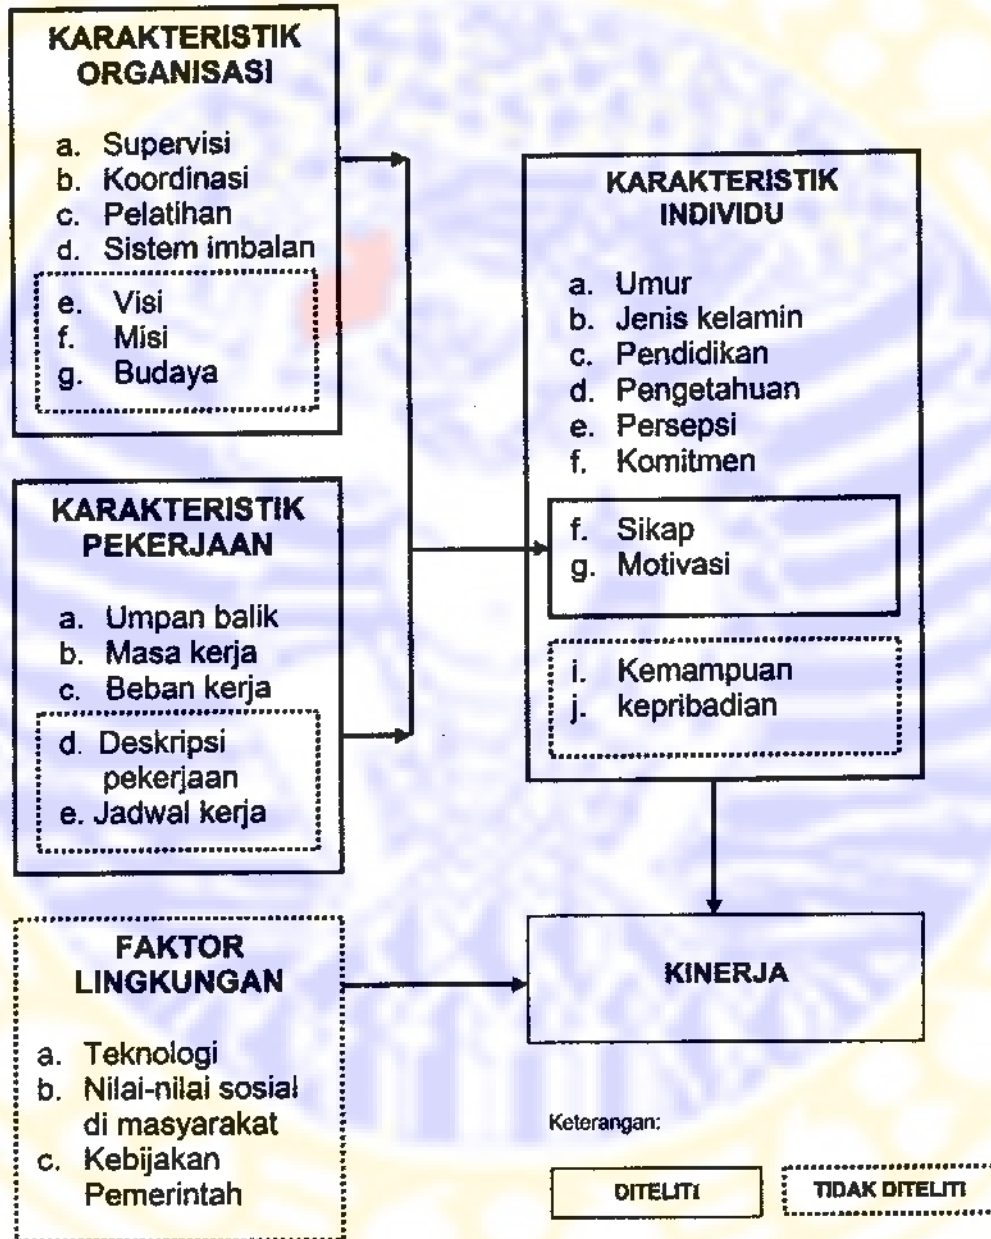 KARAKTERISTIK
ORGANISASI
a. Supervisi
b. Koordinasi
c. Pelatihan
d. Sistem imbalan
e. Visi
f. Misi
g. Budaya
KARAKTERISTIK
PEKERJAAN
a. Umpan balik
b. Masa kerja
c. Beban kerja
d. Deskripsi
pekerjaan
e. Jadwal kerja
FAKTOR
LINGKUNGAN
a. Teknologi
b. Nilai-nilai sosial
di masyarakat
c. Kebijakan
Pemerintah
KARAKTERISTIK
INDIVIDU
a. Umur
b. Jenis kelamin
c. Pendidikan
d. Pengetahuan
e. Persepsi
f. Komitmen
f. Sikap
g. Motivasi
i. Kemampuan
j. kepribadian
KINERJA
Keterangan:
DITELITI
TIDAK DITELITI